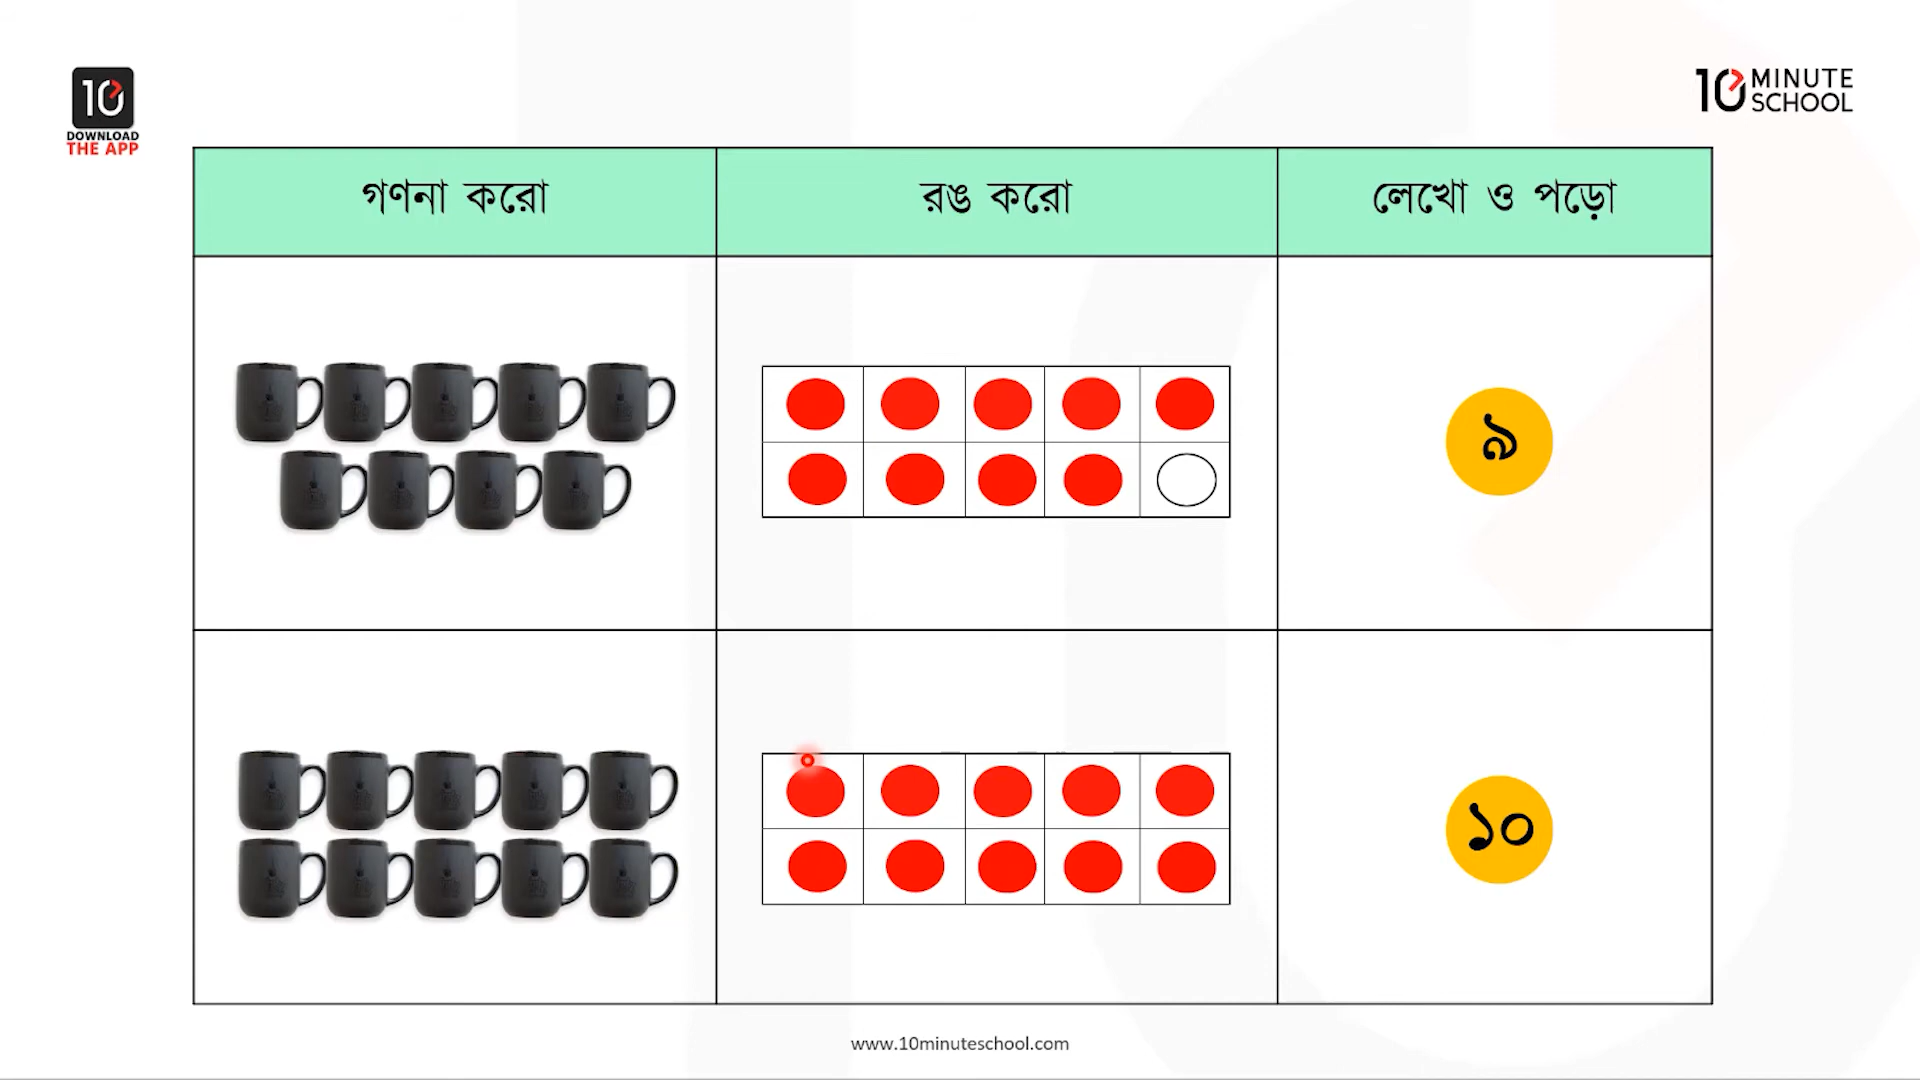 10
DOWNLOAD
THE APP
10 MINUTE
SCHOOL
গণনা করো
রঙ করো
লেখো ও পড়ো
৯
১০
www.10minuteschool.com